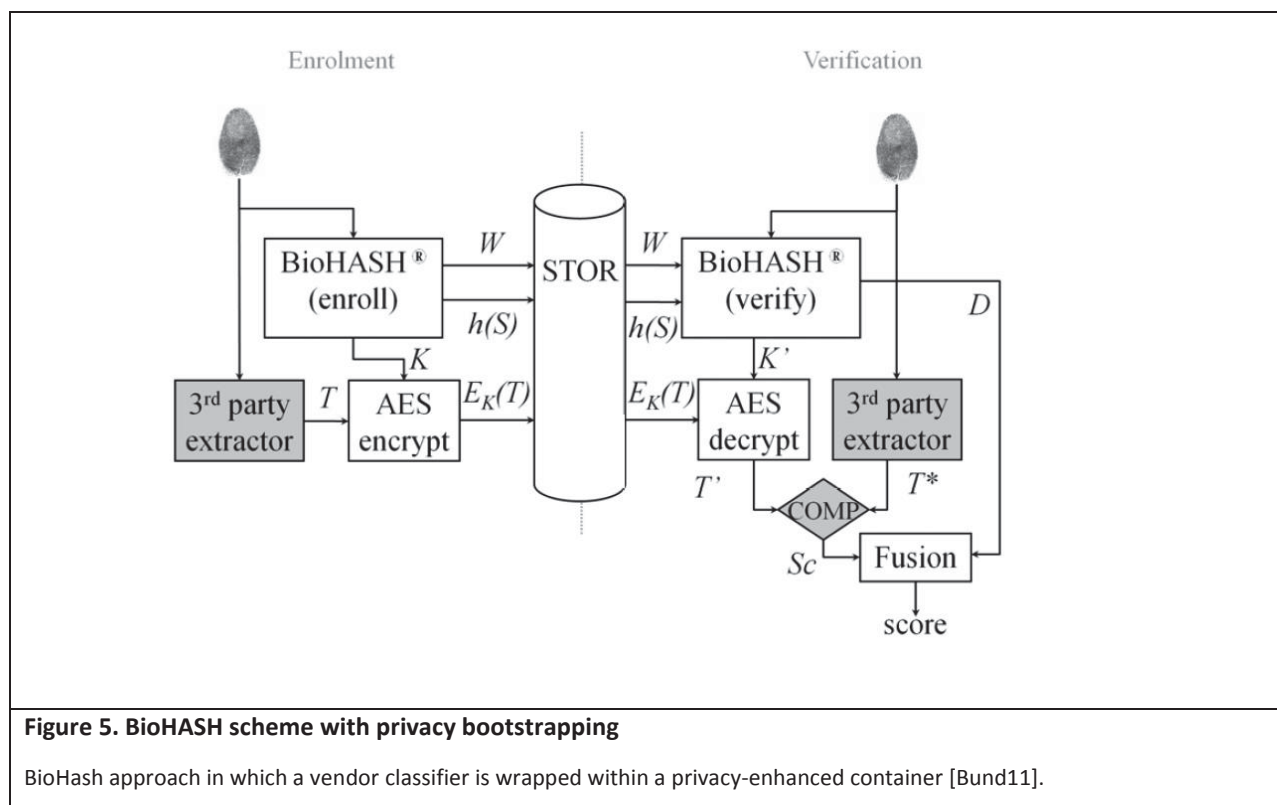 Enrolment
Verification
BioHASH ®
(enroll)
W
h(S)
STOR
W
h(S)
BioHASH ®
(verify)
D
K
K’
3rd party
extractor
T
AES
encrypt
EK(T)
EK(T)
AES
decrypt
3rd party
extractor
T’
T*
COMP
Sc
Fusion
score
Figure 5. BioHASH scheme with privacy bootstrapping
BioHash approach in which a vendor classifier is wrapped within a privacy-enhanced container [Bund11].